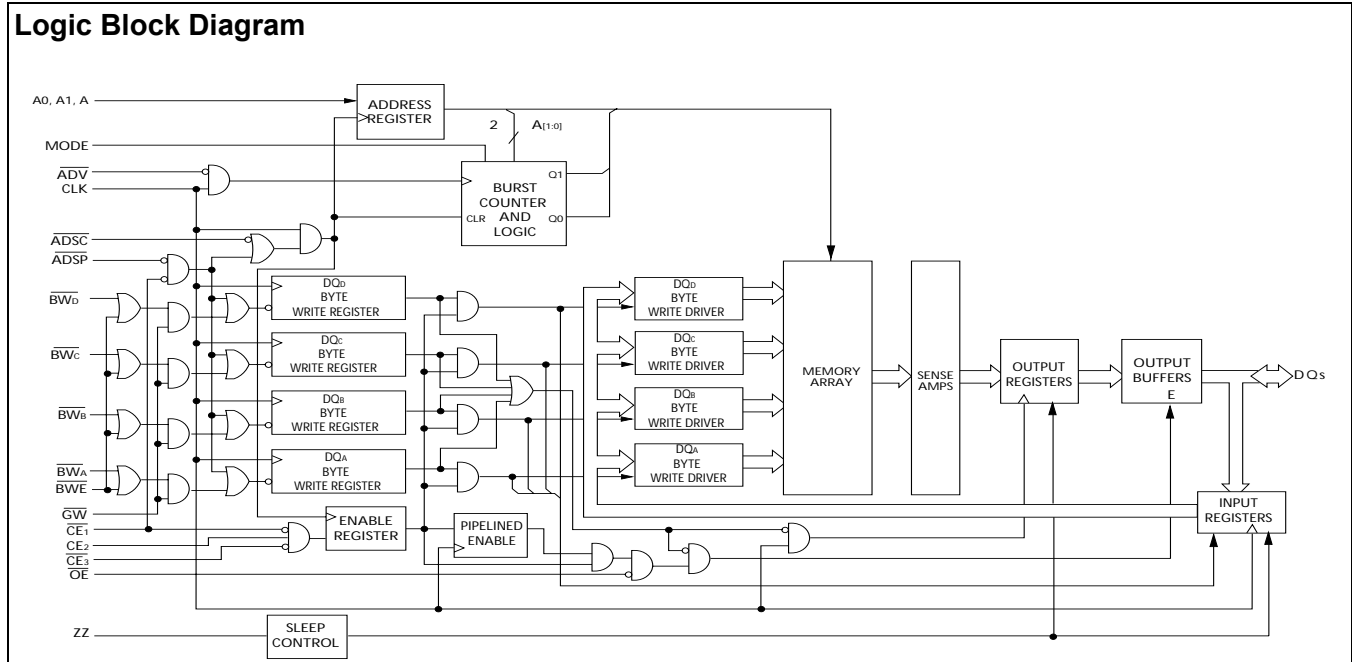 Logic Block Diagram
A0, A1, A
ADDRESS
REGISTER
2 A[1:0]
MODE
ADV
CLK
BURST
COUNTER
AND
LOGIC
CLR
Q1
Q0
ADSC
ADSP
BWD
DQD
BYTE
WRITE REGISTER
DQD
BYTE
WRITE DRIVER
BWC
DQC
BYTE
WRITE REGISTER
DQC
BYTE
WRITE DRIVER
BWB
DQB
BYTE
WRITE REGISTER
DQB
BYTE
WRITE DRIVER
BWA
BWE
DQA
BYTE
WRITE REGISTER
DQA
BYTE
WRITE DRIVER
MEMORY
ARRAY
SENSE
AMPS
OUTPUT
REGISTERS
OUTPUT
BUFFERS
E
DQs
INPUT
REGISTERS
GW
CE1
CE2
CE3
OE
ENABLE
REGISTER
PIPELINED
ENABLE
ZZ
SLEEP
CONTROL